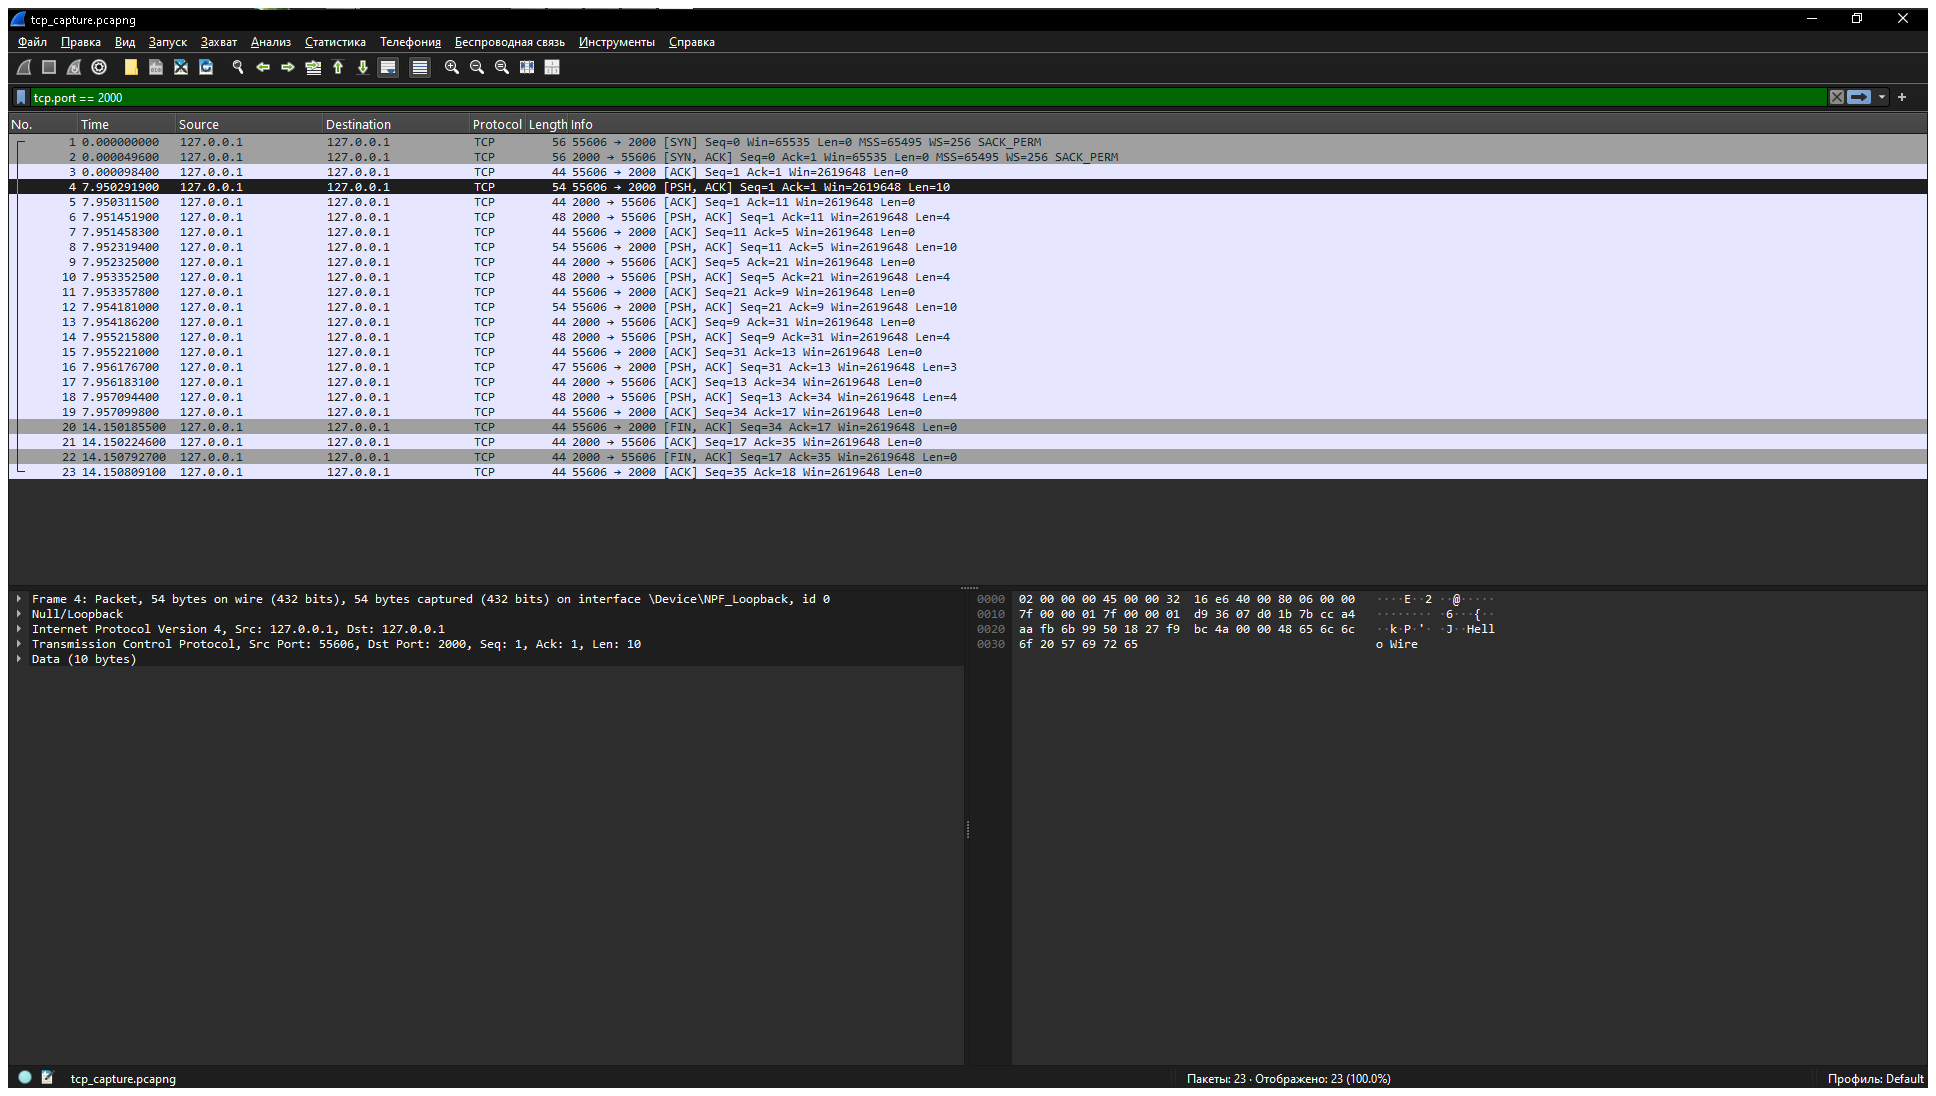 tcp_capture.pcapng
Файл Правка Вид Запуск Захват Анализ Статистика Телефония Беспроводная связь Инструменты Справка
tcp.port == 2000
No. Time Source Destination Protocol Length Info
1 0.000000000 127.0.0.1 127.0.0.1 TCP 56 55606 → 2000 [SYN] Seq=0 Win=65535 Len=0 MSS=65495 WS=256 SACK_PERM
2 0.000049600 127.0.0.1 127.0.0.1 TCP 56 2000 → 55606 [SYN, ACK] Seq=0 Ack=1 Win=65535 Len=0 MSS=65495 WS=256 SACK_PERM
3 0.000098400 127.0.0.1 127.0.0.1 TCP 44 55606 → 2000 [ACK] Seq=1 Ack=1 Win=2619648 Len=0
4 7.950291900 127.0.0.1 127.0.0.1 TCP 54 55606 → 2000 [PSH, ACK] Seq=1 Ack=1 Win=2619648 Len=10
5 7.950311500 127.0.0.1 127.0.0.1 TCP 44 2000 → 55606 [ACK] Seq=1 Ack=11 Win=2619648 Len=0
6 7.951451900 127.0.0.1 127.0.0.1 TCP 48 2000 → 55606 [PSH, ACK] Seq=1 Ack=11 Win=2619648 Len=4
7 7.951458300 127.0.0.1 127.0.0.1 TCP 44 55606 → 2000 [ACK] Seq=11 Ack=5 Win=2619648 Len=0
8 7.952319400 127.0.0.1 127.0.0.1 TCP 54 55606 → 2000 [PSH, ACK] Seq=11 Ack=5 Win=2619648 Len=10
9 7.952325000 127.0.0.1 127.0.0.1 TCP 44 2000 → 55606 [ACK] Seq=5 Ack=21 Win=2619648 Len=0
10 7.953352500 127.0.0.1 127.0.0.1 TCP 48 2000 → 55606 [PSH, ACK] Seq=5 Ack=21 Win=2619648 Len=4
11 7.953357800 127.0.0.1 127.0.0.1 TCP 44 55606 → 2000 [ACK] Seq=21 Ack=9 Win=2619648 Len=0
12 7.954181000 127.0.0.1 127.0.0.1 TCP 54 55606 → 2000 [PSH, ACK] Seq=21 Ack=9 Win=2619648 Len=10
13 7.954186200 127.0.0.1 127.0.0.1 TCP 44 2000 → 55606 [ACK] Seq=9 Ack=31 Win=2619648 Len=0
14 7.955215800 127.0.0.1 127.0.0.1 TCP 48 2000 → 55606 [PSH, ACK] Seq=9 Ack=31 Win=2619648 Len=4
15 7.955221000 127.0.0.1 127.0.0.1 TCP 44 55606 → 2000 [ACK] Seq=31 Ack=13 Win=2619648 Len=0
16 7.956176700 127.0.0.1 127.0.0.1 TCP 47 55606 → 2000 [PSH, ACK] Seq=31 Ack=13 Win=2619648 Len=3
17 7.956183100 127.0.0.1 127.0.0.1 TCP 44 2000 → 55606 [ACK] Seq=13 Ack=34 Win=2619648 Len=0
18 7.957094400 127.0.0.1 127.0.0.1 TCP 48 2000 → 55606 [PSH, ACK] Seq=13 Ack=34 Win=2619648 Len=4
19 7.957099800 127.0.0.1 127.0.0.1 TCP 44 55606 → 2000 [ACK] Seq=34 Ack=17 Win=2619648 Len=0
20 14.150185500 127.0.0.1 127.0.0.1 TCP 44 55606 → 2000 [FIN, ACK] Seq=34 Ack=17 Win=2619648 Len=0
21 14.150224600 127.0.0.1 127.0.0.1 TCP 44 2000 → 55606 [ACK] Seq=17 Ack=35 Win=2619648 Len=0
22 14.150792700 127.0.0.1 127.0.0.1 TCP 44 2000 → 55606 [FIN, ACK] Seq=17 Ack=35 Win=2619648 Len=0
23 14.150809100 127.0.0.1 127.0.0.1 TCP 44 55606 → 2000 [ACK] Seq=35 Ack=18 Win=2619648 Len=0
Frame 4: Packet, 54 bytes on wire (432 bits), 54 bytes captured (432 bits) on interface \Device\NPF_Loopback, id 0
Null/Loopback
Internet Protocol Version 4, Src: 127.0.0.1, Dst: 127.0.0.1
Transmission Control Protocol, Src Port: 55606, Dst Port: 2000, Seq: 1, Ack: 1, Len: 10
Data (10 bytes)
0000 02 00 00 00 45 00 00 32 16 e6 40 00 80 06 00 00 ····E··2 ··@·····
0010 7f 00 00 01 7f 00 00 01 d9 36 07 d0 1b 7b cc a4 ········ ·6···{··
0020 aa fb 6b 99 50 18 27 f9 bc 4a 00 00 48 65 6c 6c ··k·P·'· ·J··Hell
0030 6f 20 57 69 72 65 o Wire
tcp_capture.pcapng
Пакеты: 23 · Отображено: 23 (100.0%)
Профиль: Default